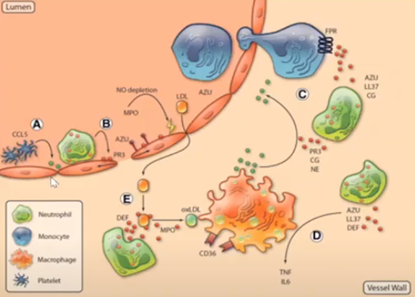 Lumen
FPR
NO-depletion
MPO
LDL
AZU
AZU
LL37
CG
CCL5
A
B
C
AZU
PR3
PR3
CG
NE
E
DEF
MPO
oxLDL
CD36
AZU
LL37
DEF
D
TNF
IL6
Neutrophil
Monocyte
Macrophage
Platelet
Vessel Wall